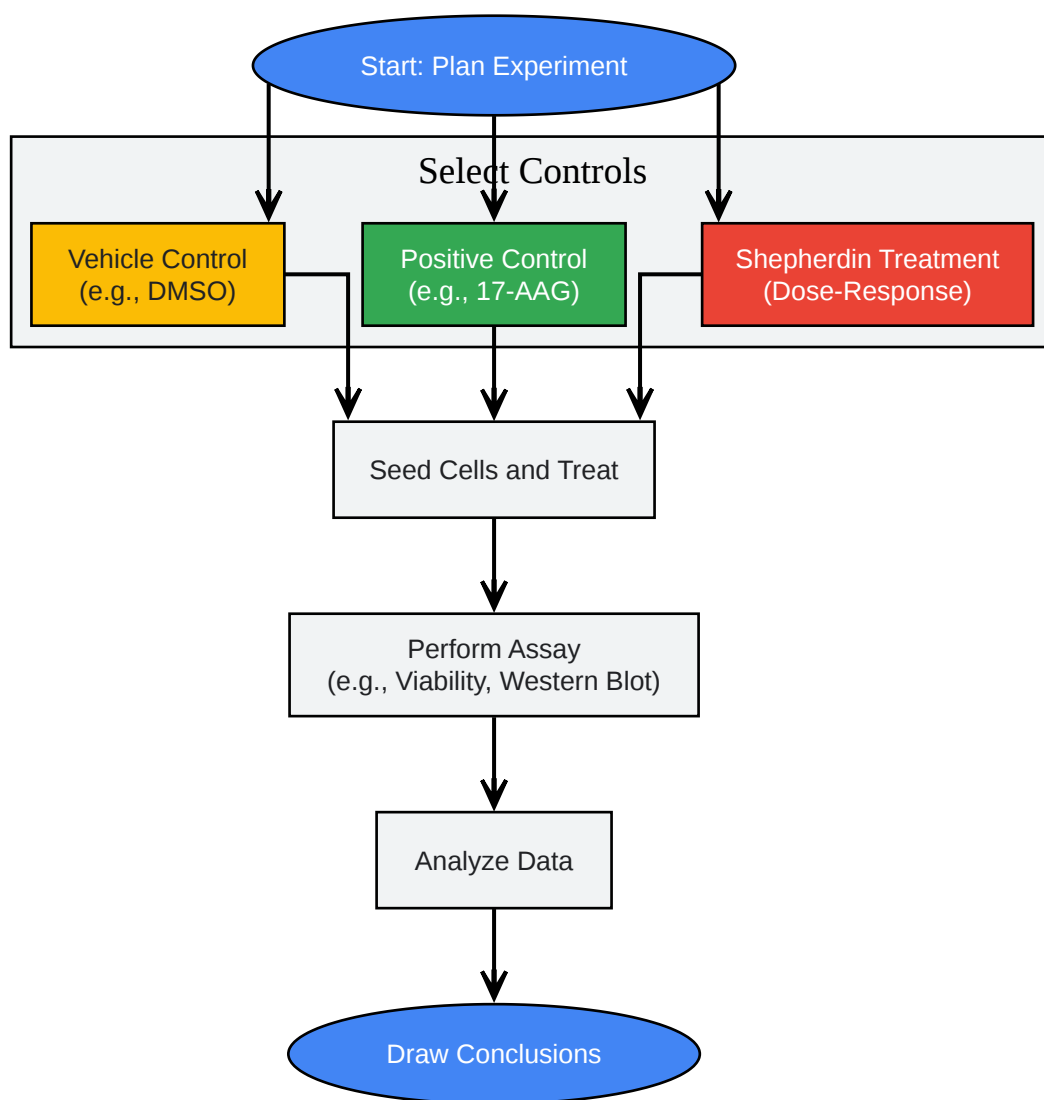 Start: Plan Experiment
Select Controls
Vehicle Control
(e.g., DMSO)
Positive Control
(e.g., 17-AAG)
Shepherdin Treatment
(Dose-Response)
Seed Cells and Treat
Perform Assay
(e.g., Viability, Western Blot)
Analyze Data
Draw Conclusions